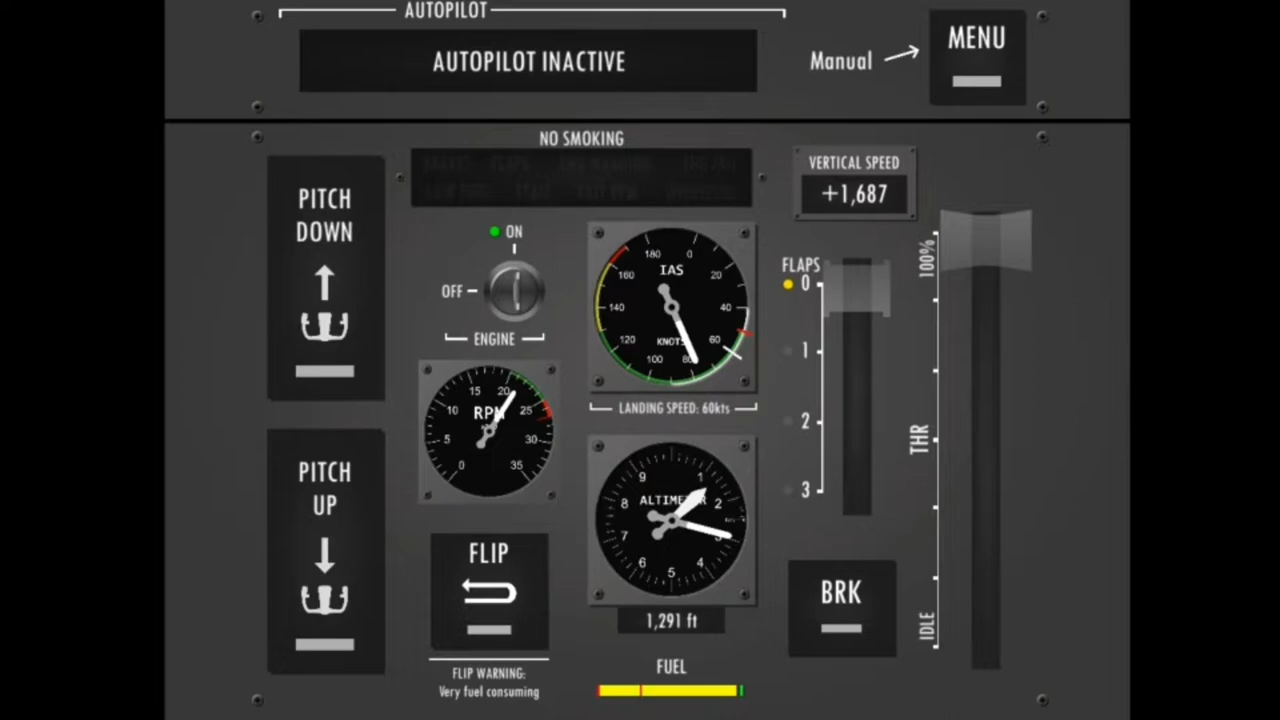 AUTOPILOT
AUTOPILOT INACTIVE
Manual
MENU
NO SMOKING
VERTICAL SPEED
+1,687
PITCH
DOWN
ON
OFF
ENGINE
180 0
IAS
160 20
140 40
120 KNOTS 60
100 80
LANDING SPEED: 60kts
FLAPS
0
1
2
3
100%
THR
IDLE
15 20
10 RPM 25
5 30
0 35
PITCH
UP
9 1
8 ALTIMETER 2
7 3
6 5 4
1,291 ft
FLIP
BRK
FLIP WARNING:
Very fuel consuming
FUEL